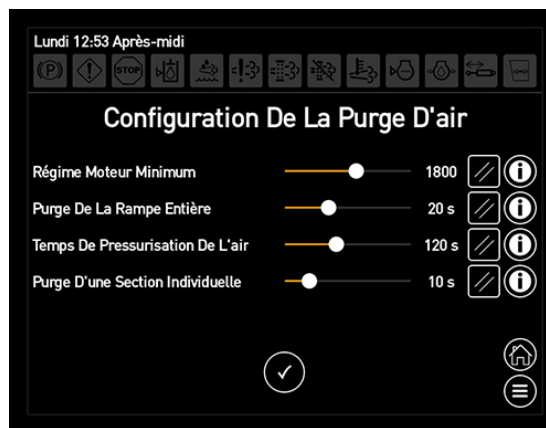 Lundi 12:53 Après-midi
(P) STOP
Configuration De La Purge D'air
Régime Moteur Minimum 1800
Purge De La Rampe Entière 20 s
Temps De Pressurisation De L'air 120 s
Purge D'une Section Individuelle 10 s